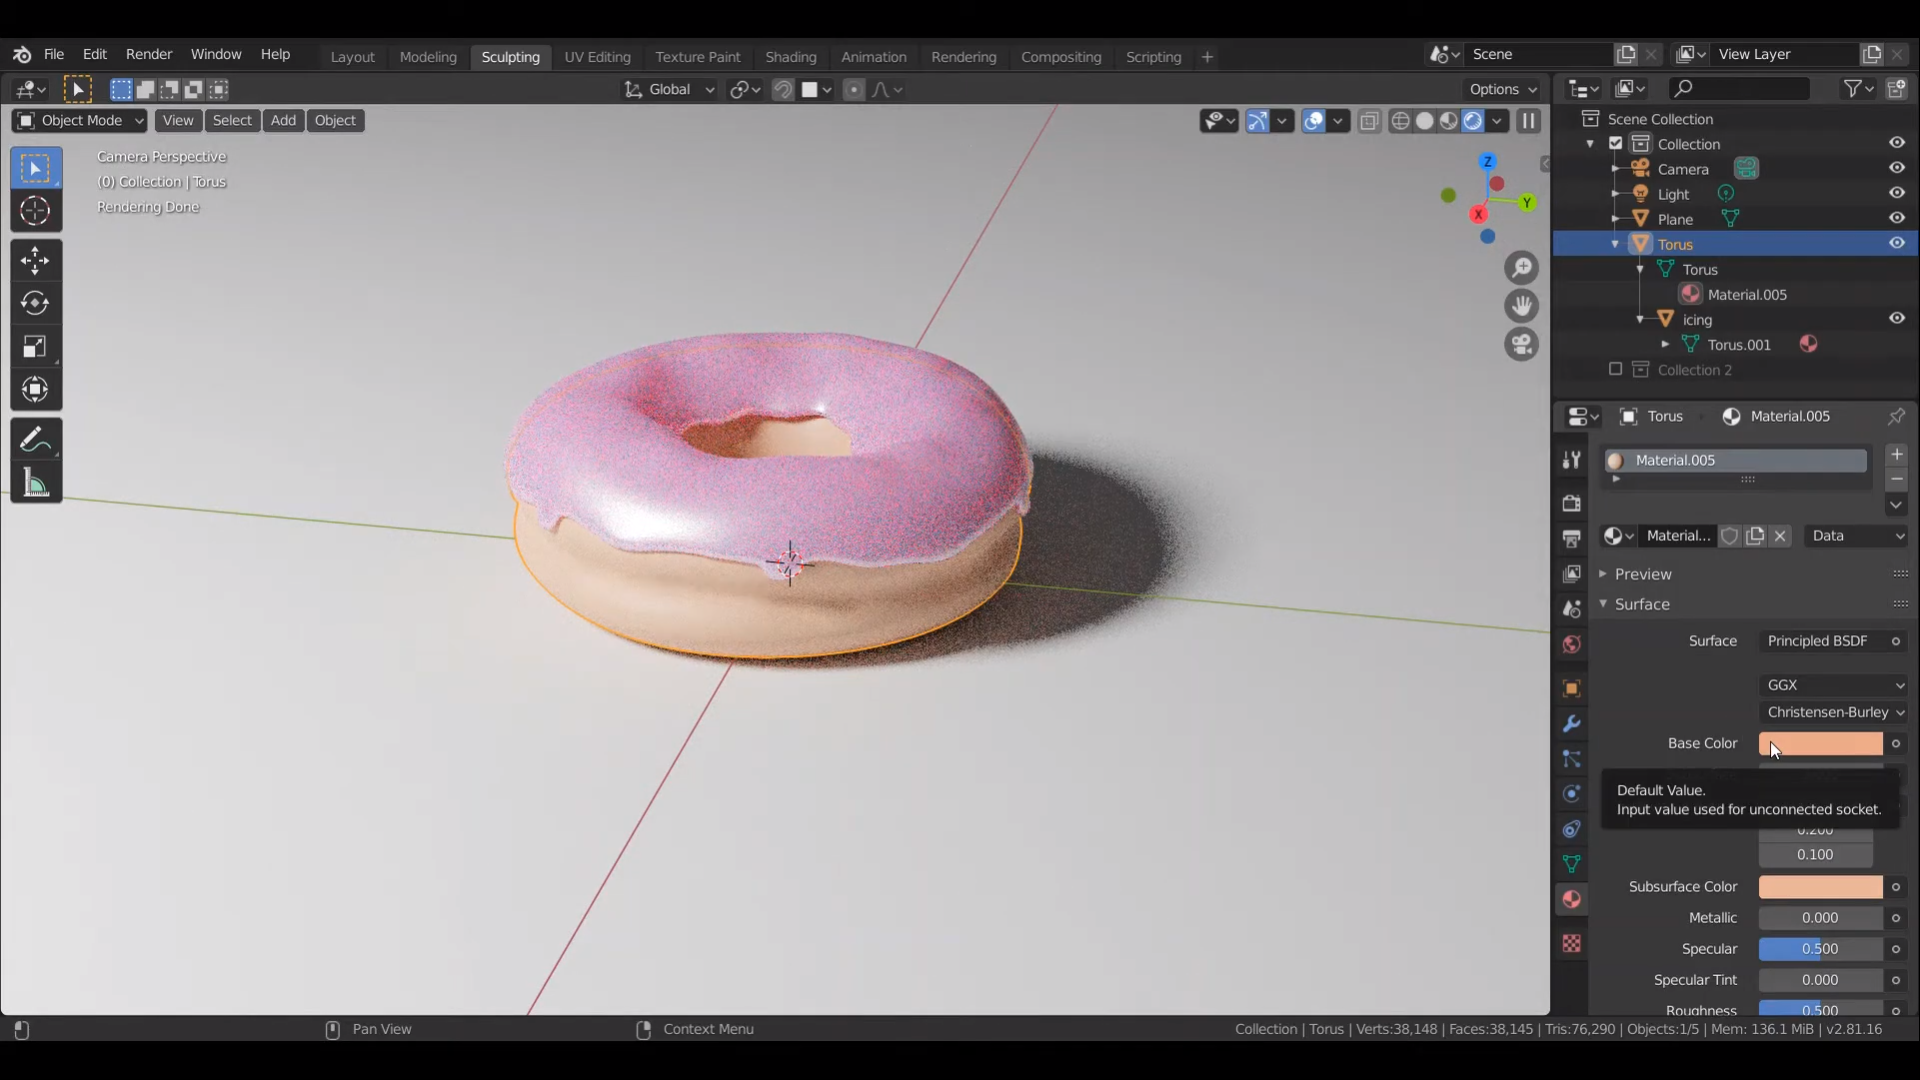 File Edit Render Window Help Layout Modeling Sculpting UV Editing Texture Paint Shading Animation Rendering Compositing Scripting + Scene View Layer
Global Options
Object Mode View Select Add Object
Camera Perspective
(0) Collection | Torus
Rendering Done
Z
Y
X
Scene Collection
Collection
Camera
Light
Plane
Torus
Torus
Material.005
icing
Torus.001
Collection 2
Torus Material.005
Material.005
Material... Data
Preview
Surface
Surface Principled BSDF
GGX
Christensen-Burley
Base Color
Default Value.
Input value used for unconnected socket.
0.200
0.100
Subsurface Color
Metallic 0.000
Specular 0.500
Specular Tint 0.000
Roughness 0.500
Pan View Context Menu Collection | Torus | Verts:38,148 | Faces:38,145 | Tris:76,290 | Objects:1/5 | Mem: 136.1 MiB | v2.81.16